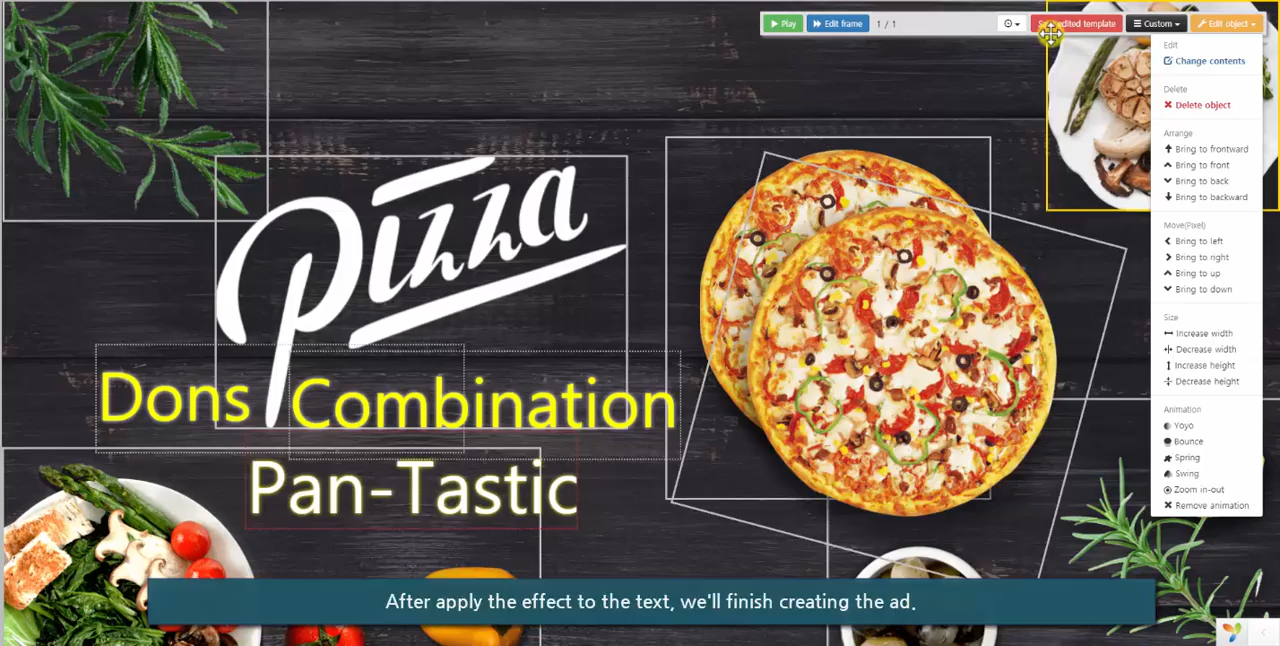 Play
Edit frame
1 / 1
edited template
Custom
Edit object
Edit
Change contents
Delete
Delete object
Arrange
Bring to frontward
Bring to front
Bring to back
Bring to backward
Move(Pixel)
Bring to left
Bring to right
Bring to up
Bring to down
Size
Increase width
Decrease width
Increase height
Decrease height
Animation
Yoyo
Bounce
Spring
Swing
Zoom in-out
Remove animation
Pizza
Dons Combination
Pan-Tastic
After apply the effect to the text, we'll finish creating the ad.